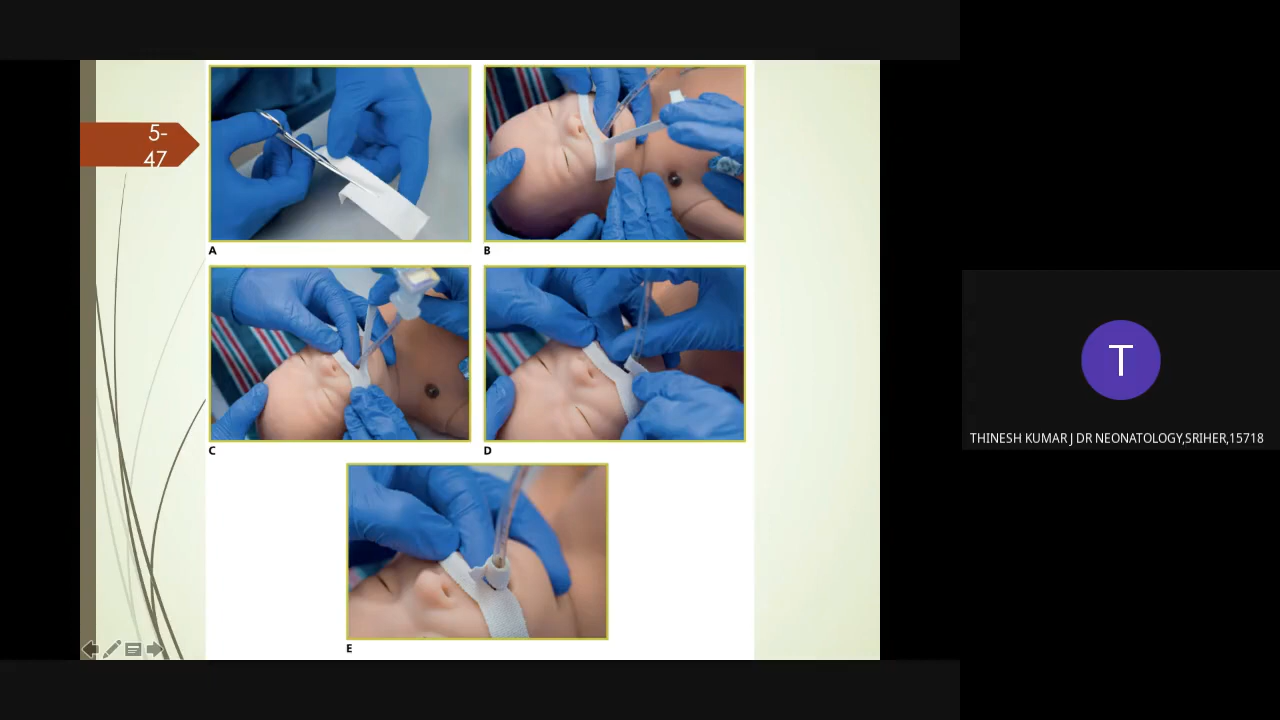 5-
47
A
B
C
D
E
T
THINESH KUMAR J DR NEONATOLOGY,SRIHER,15718